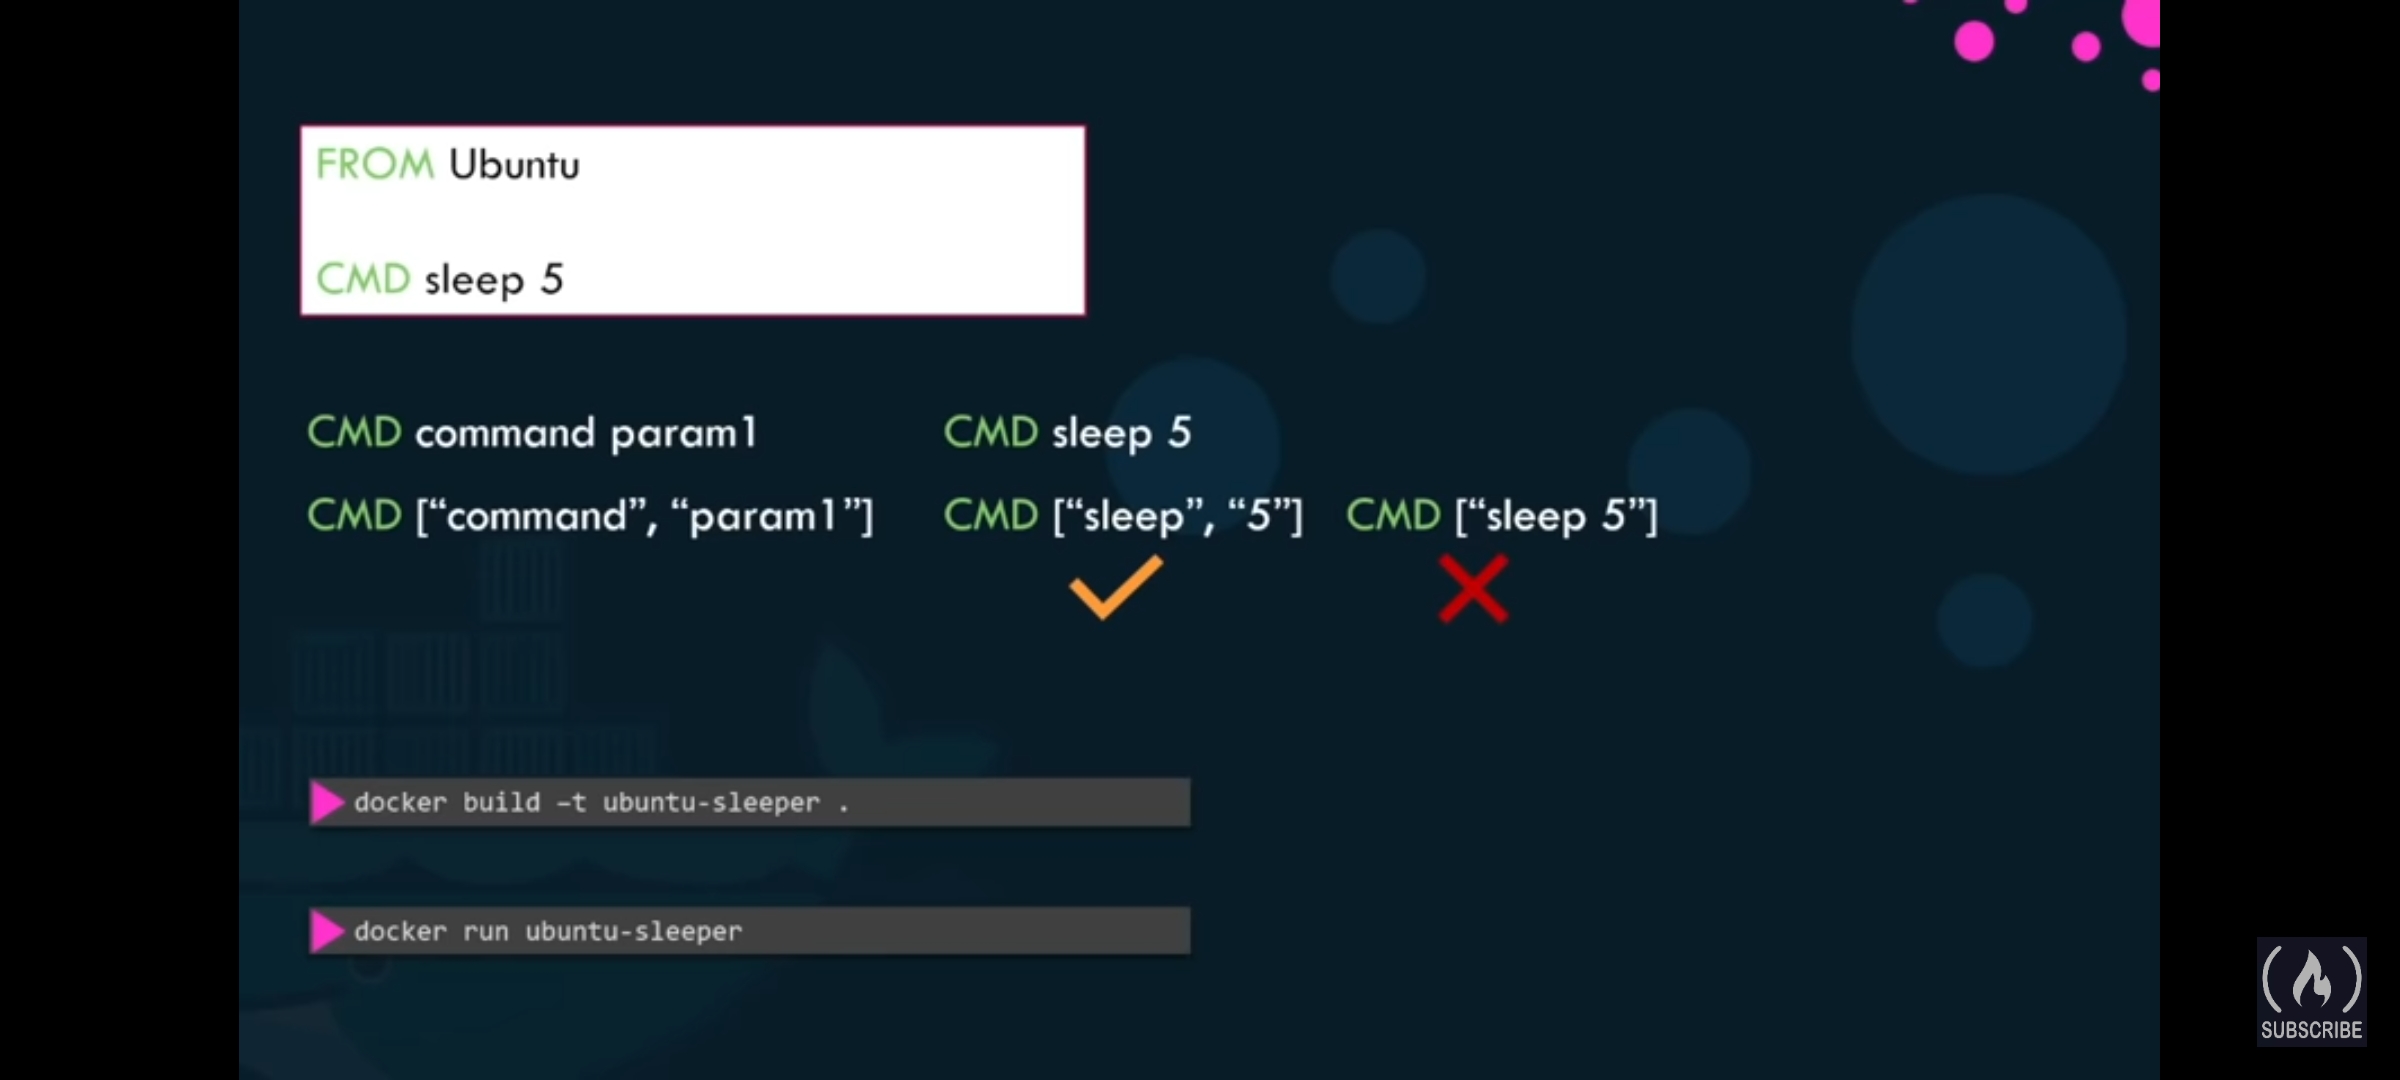 FROM Ubuntu
CMD sleep 5
CMD command param1
CMD sleep 5
CMD [“command”, “param1”]
CMD [“sleep”, “5”]
CMD [“sleep 5”]
docker build –t ubuntu-sleeper .
docker run ubuntu-sleeper
SUBSCRIBE